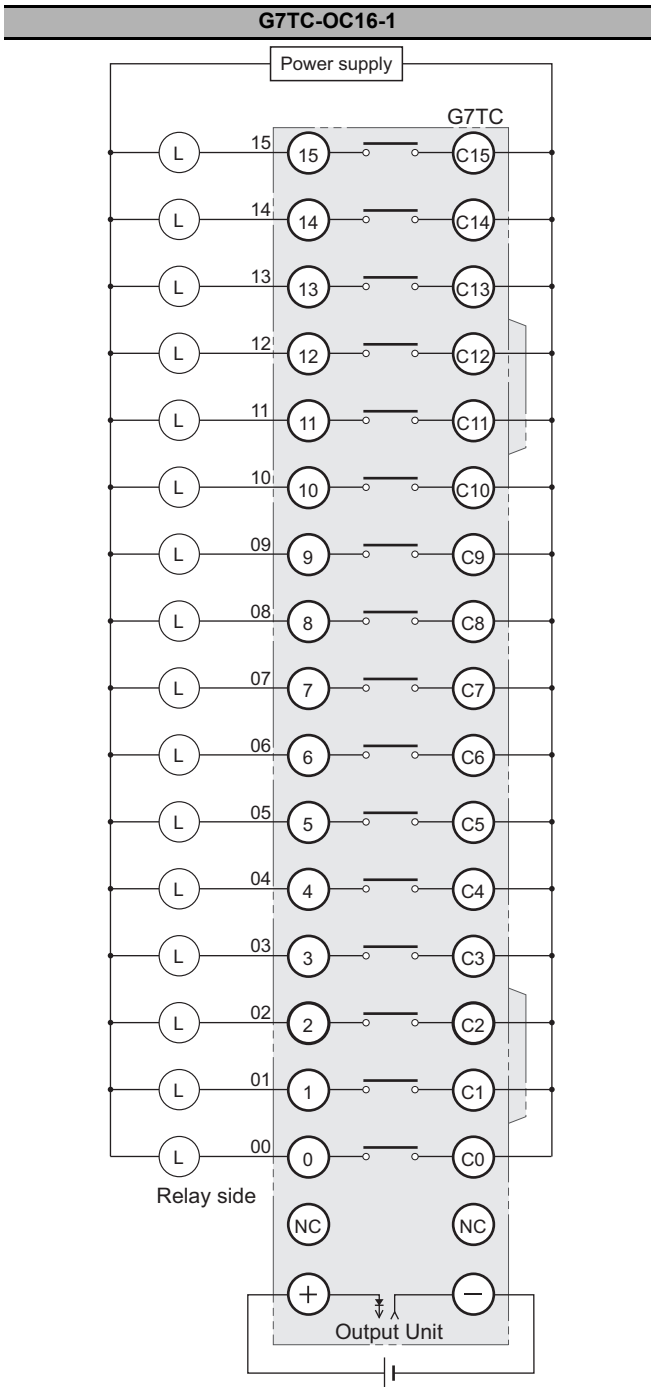 G7TC-OC16-1
Power supply
G7TC
L 15 15 C15
L 14 14 C14
L 13 13 C13
L 12 12 C12
L 11 11 C11
L 10 10 C10
L 09 9 C9
L 08 8 C8
L 07 7 C7
L 06 6 C6
L 05 5 C5
L 04 4 C4
L 03 3 C3
L 02 2 C2
L 01 1 C1
L 00 0 C0
Relay side
NC NC
+ −
Output Unit